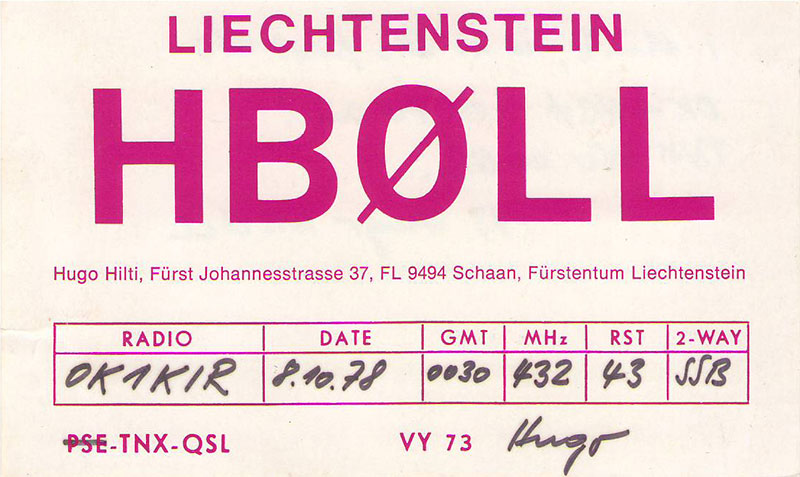 LIECHTENSTEIN
HBØLL
Hugo Hilti, Fürst Johannesstrasse 37, FL 9494 Schaan, Fürstentum Liechtenstein
RADIO DATE GMT MHz RST 2-WAY
OK1KIR 8.10.78 0030 432 43 SSB
PSE-TNX-QSL VY 73 Hugo